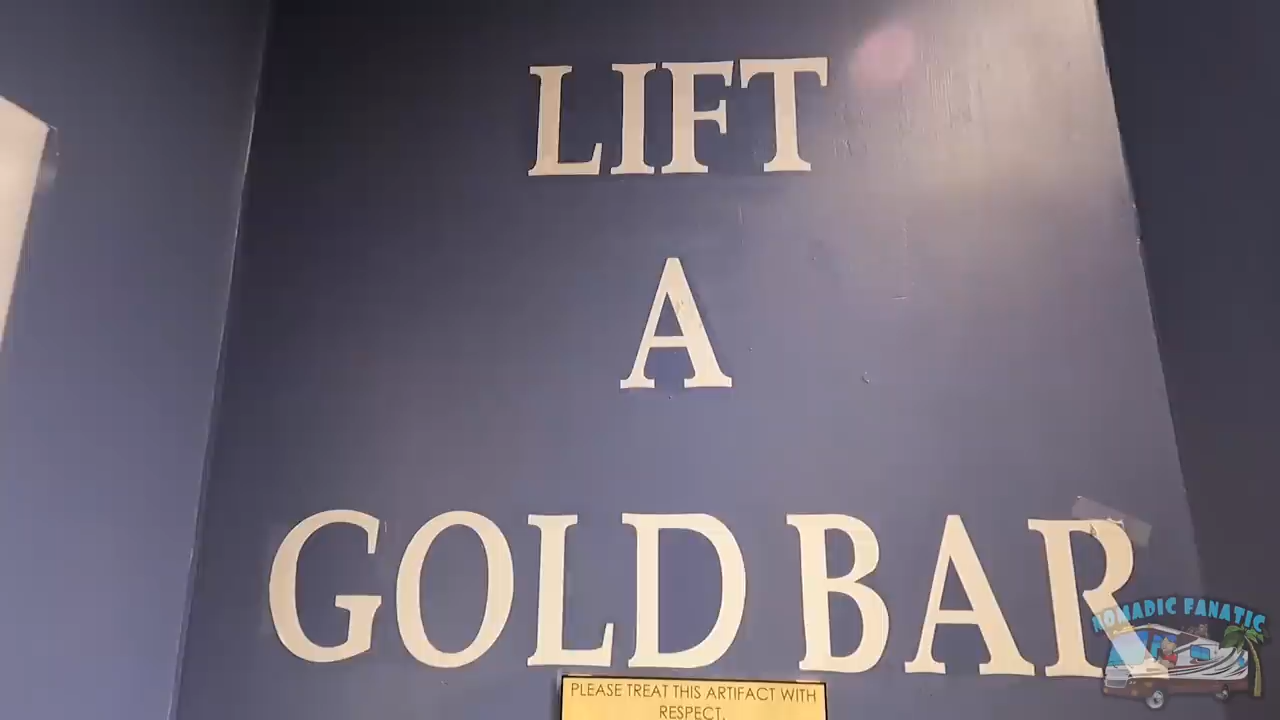 LIFT
A
GOLD BAR
PLEASE TREAT THIS ARTIFACT WITH
RESPECT.
NOMADIC FANATIC